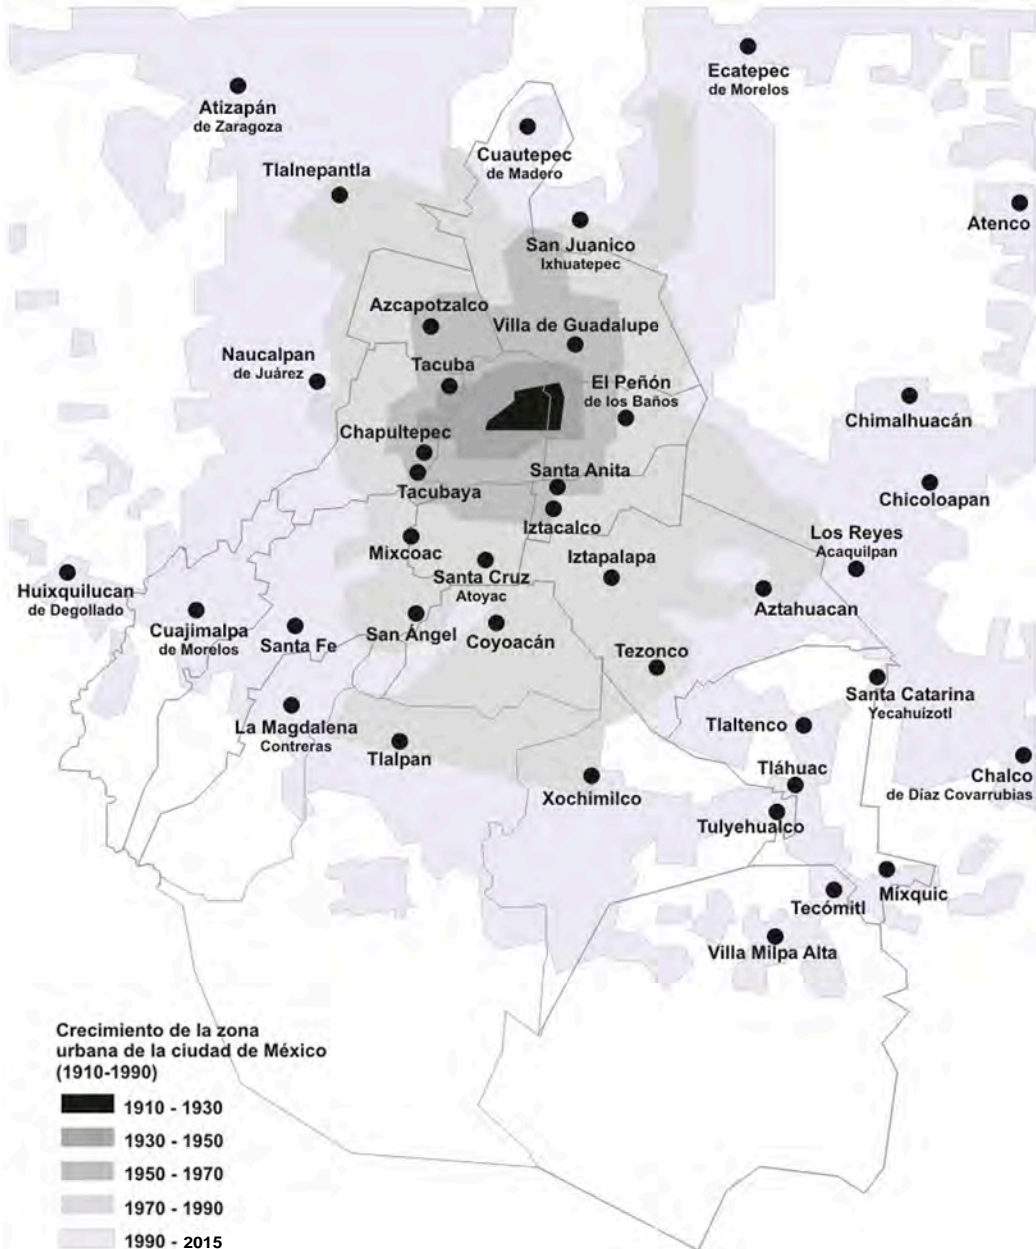 Ecatepec
de Morelos
Atizapán
de Zaragoza
Cuautepec
de Madero
Tlalnepantla
Atenco
San Juanico
Ixhuatepec
Azcapotzalco
Villa de Guadalupe
Naucalpan
de Juárez
Tacuba
El Peñón
de los Baños
Chimalhuacán
Chapultepec
Santa Anita
Tacubaya
Chicoloapan
Iztacalco
Los Reyes
Acaquilpan
Mixcoac
Iztapalapa
Santa Cruz
Atoyac
Huixquilucan
de Degollado
Aztahuacan
Cuajimalpa
de Morelos
Santa Fe
San Ángel
Coyoacán
Tezonco
Santa Catarina
Yecahuízotl
La Magdalena
Contreras
Tlaltenco
Tlalpan
Tláhuac
Chalco
de Díaz Covarrubias
Xochimilco
Tulyehualco
Míxquic
Tecómitl
Villa Milpa Alta
Crecimiento de la zona
urbana de la ciudad de México
(1910-1990)
1910 - 1930
1930 - 1950
1950 - 1970
1970 - 1990
1990 - 2015